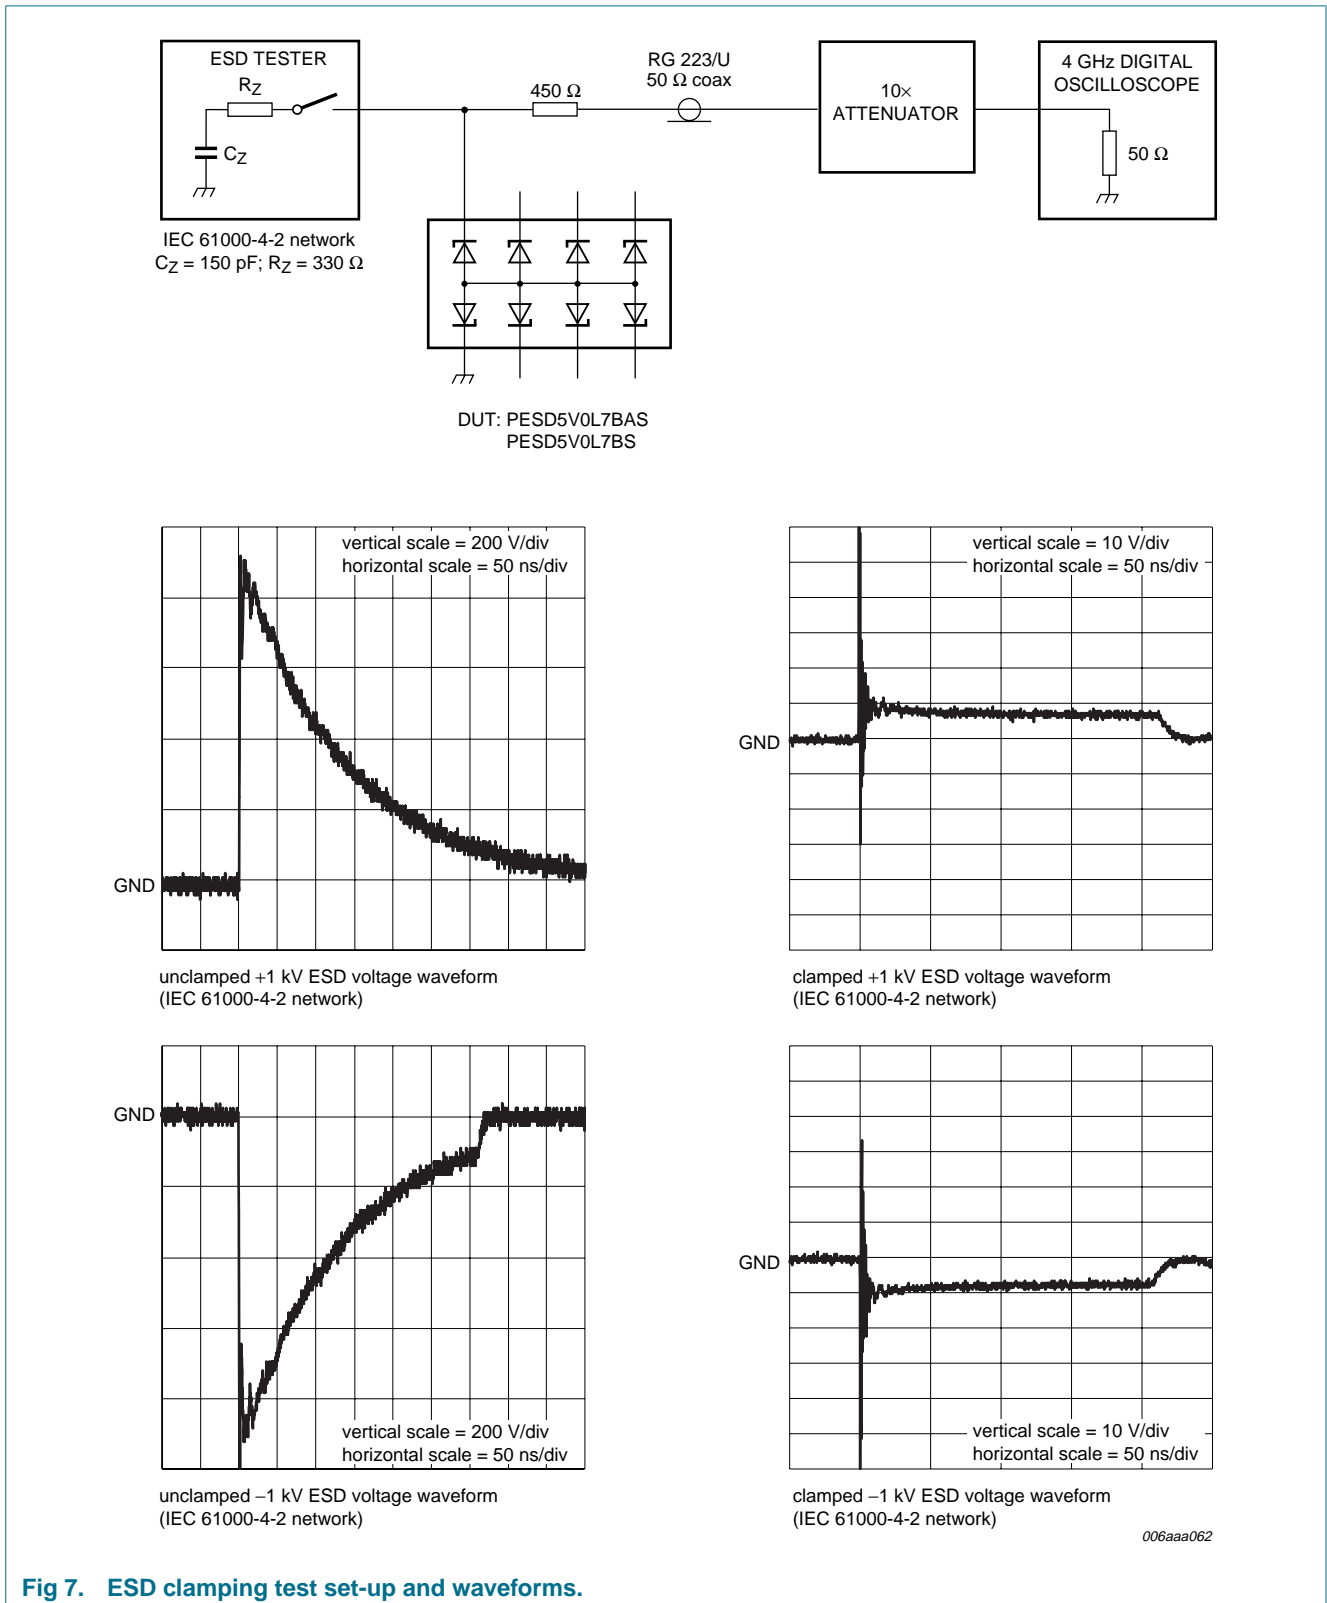 ESD TESTER
RZ
CZ
IEC 61000-4-2 network
CZ = 150 pF; RZ = 330 Ω
450 Ω
RG 223/U
50 Ω coax
10×
ATTENUATOR
4 GHz DIGITAL
OSCILLOSCOPE
50 Ω
DUT: PESD5V0L7BAS
PESD5V0L7BS
vertical scale = 200 V/div
horizontal scale = 50 ns/div
GND
unclamped +1 kV ESD voltage waveform
(IEC 61000-4-2 network)
vertical scale = 10 V/div
horizontal scale = 50 ns/div
GND
clamped +1 kV ESD voltage waveform
(IEC 61000-4-2 network)
GND
vertical scale = 200 V/div
horizontal scale = 50 ns/div
unclamped −1 kV ESD voltage waveform
(IEC 61000-4-2 network)
GND
vertical scale = 10 V/div
horizontal scale = 50 ns/div
clamped −1 kV ESD voltage waveform
(IEC 61000-4-2 network)
006aaa062
Fig 7. ESD clamping test set-up and waveforms.